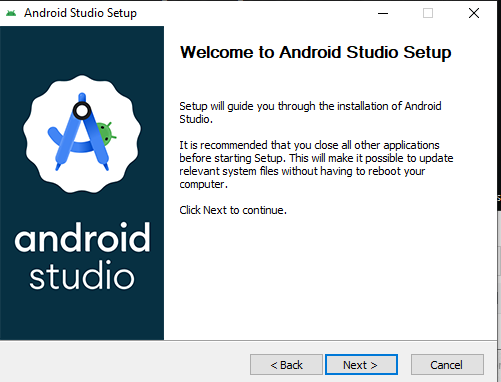 Android Studio Setup
Welcome to Android Studio Setup
Setup will guide you through the installation of Android
Studio.
It is recommended that you close all other applications
before starting Setup. This will make it possible to update
relevant system files without having to reboot your
computer.
Click Next to continue.
android
studio
< Back
Next >
Cancel